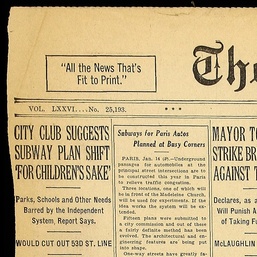 "All the News That's
Fit to Print."
The
VOL. LXXVI....No. 25,193.
CITY CLUB SUGGESTS
SUBWAY PLAN SHIFT
'FOR CHILDREN'S SAKE'
Parks, Schools and Other Needs
Barred by the Independent
System, Report Says.
WOULD CUT OUT 53D ST. LINE
Subways for Paris Autos
Planned at Busy Corners
PARIS, Jan. 14 (AP).—Underground
passages for automobiles at the
principal street intersections are to
be constructed this year in Paris
to relieve traffic congestion.
Three locations, one of which will
be in front of the Madeleine Church,
will be used for experiments. If the
idea works the system will be ex-
tended.
Fifteen plans were submitted to
a city commission and out of these
a fairly definite method has been
evolved. The architectural and en-
gineering features are being put
into shape.
One-way streets have greatly
MAYOR
STRIKE BR
AGAINST
Declares, as
Will Punish A
of Taking
McLAUGHLIN